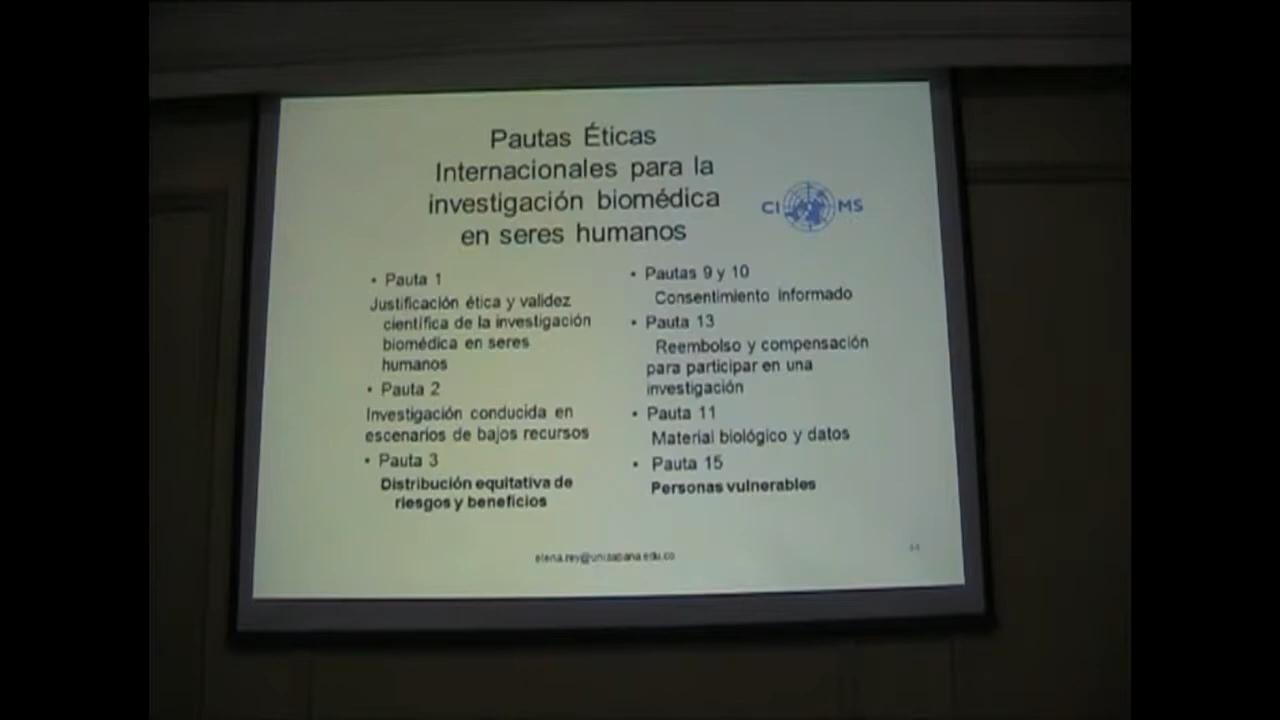 Pautas Éticas
Internacionales para la
investigación biomédica
en seres humanos
CI MS
• Pauta 1
Justificación ética y validez
científica de la investigación
biomédica en seres
humanos
• Pauta 2
Investigación conducida en
escenarios de bajos recursos
• Pauta 3
Distribución equitativa de
riesgos y beneficios
• Pautas 9 y 10
Consentimiento informado
• Pauta 13
Reembolso y compensación
para participar en una
investigación
• Pauta 11
Material biológico y datos
• Pauta 15
Personas vulnerables
elena.rey@unisabana.edu.co